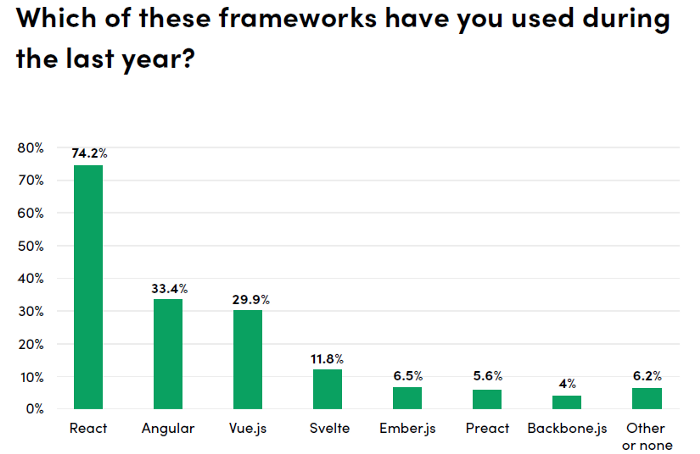 Which of these frameworks have you used during
the last year?
80%
70%
60%
50%
40%
30%
20%
10%
0%
74.2%
33.4%
29.9%
11.8%
6.5%
5.6%
4%
6.2%
React
Angular
Vue.js
Svelte
Ember.js
Preact
Backbone.js
Other
or none